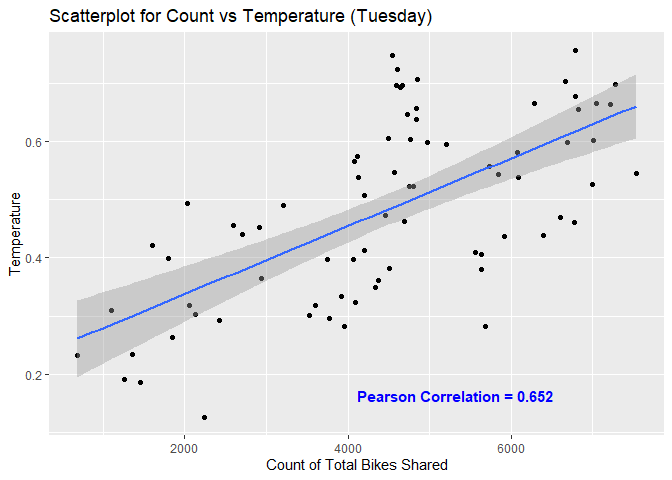 Scatterplot for Count vs Temperature (Tuesday)
Temperature
0.6
0.4
0.2
Pearson Correlation = 0.652
2000 4000 6000
Count of Total Bikes Shared